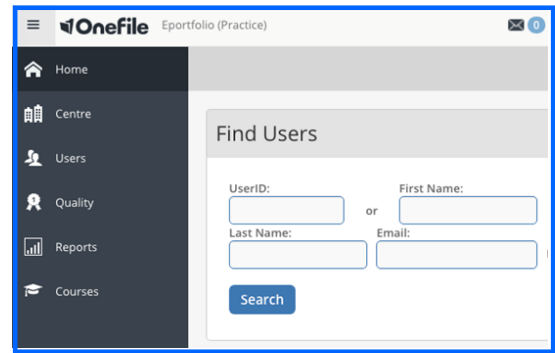 Onefile Eportfolio (Practice) 0
Home
Centre
Users
Quality
Reports
Courses
Find Users
UserID: First Name:
or
Last Name: Email:
Search